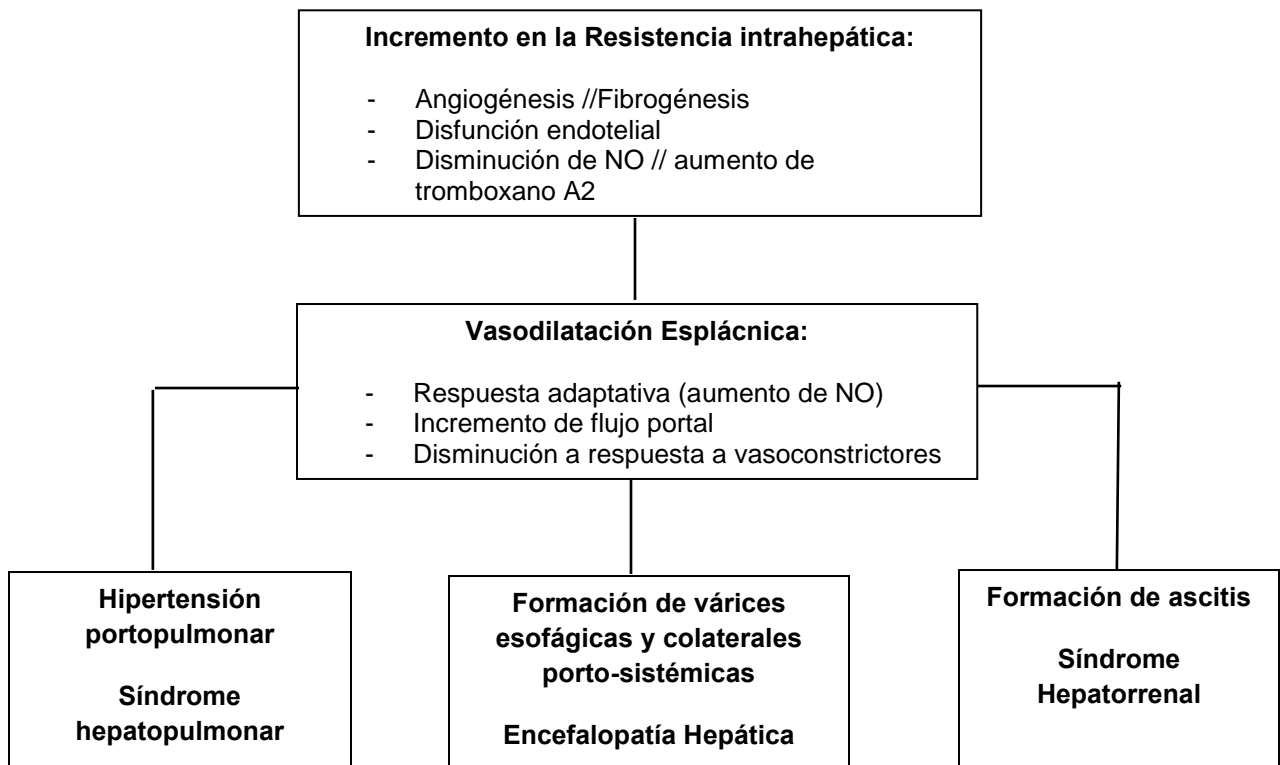 Incremento en la Resistencia intrahepática:
- Angiogénesis //Fibrogénesis
- Disfunción endotelial
- Disminución de NO // aumento de
tromboxano A2
Vasodilatación Esplácnica:
- Respuesta adaptativa (aumento de NO)
- Incremento de flujo portal
- Disminución a respuesta a vasoconstrictores
Hipertensión
portopulmonar
Síndrome
hepatopulmonar
Formación de várices
esofágicas y colaterales
porto-sistémicas
Encefalopatía Hepática
Formación de ascitis
Síndrome
Hepatorrenal